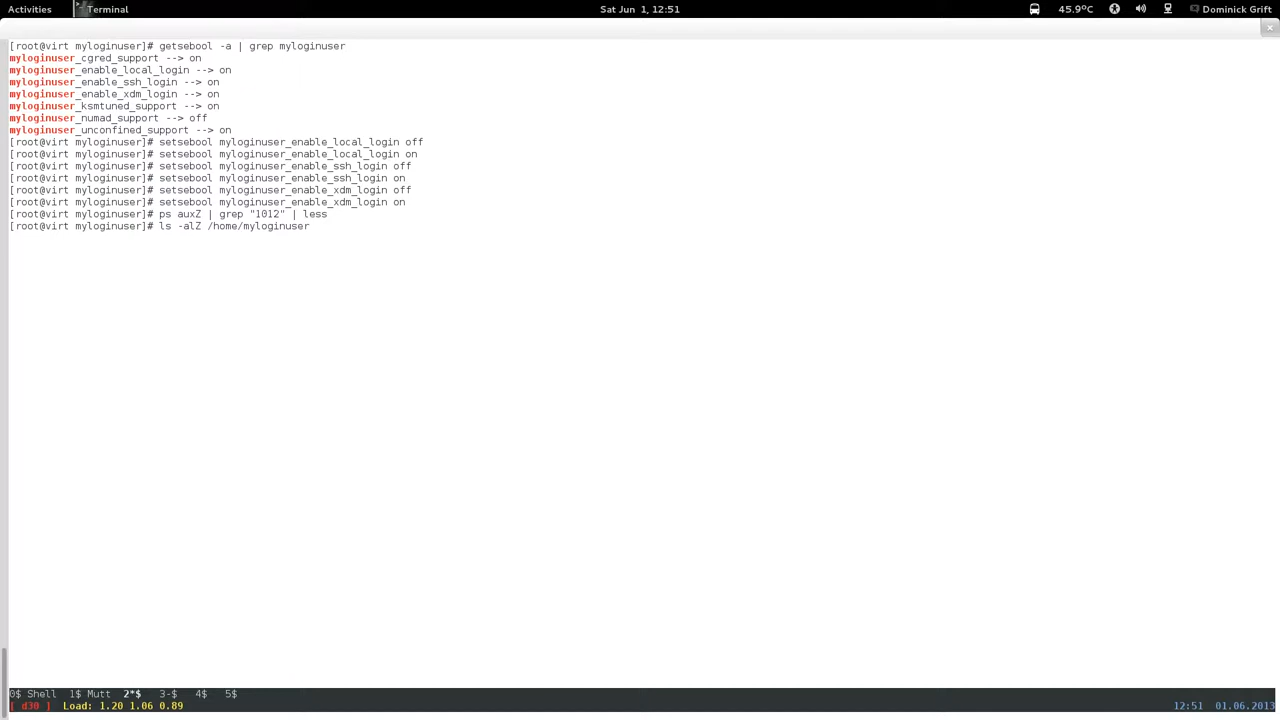 Activities Terminal Sat Jun 1, 12:51 45.9°C Dominick Grift
[root@virt myloginuser]# getsebool -a | grep myloginuser
myloginuser_cgred_support --> on
myloginuser_enable_local_login --> on
myloginuser_enable_ssh_login --> on
myloginuser_enable_xdm_login --> on
myloginuser_ksmtuned_support --> on
myloginuser_numad_support --> off
myloginuser_unconfined_support --> on
[root@virt myloginuser]# setsebool myloginuser_enable_local_login off
[root@virt myloginuser]# setsebool myloginuser_enable_local_login on
[root@virt myloginuser]# setsebool myloginuser_enable_ssh_login off
[root@virt myloginuser]# setsebool myloginuser_enable_ssh_login on
[root@virt myloginuser]# setsebool myloginuser_enable_xdm_login off
[root@virt myloginuser]# setsebool myloginuser_enable_xdm_login on
[root@virt myloginuser]# ps auxZ | grep "1012" | less
[root@virt myloginuser]# ls -alZ /home/myloginuser
0$ Shell 1$ Mutt 2*$ 3-$ 4$ 5$
[ d30 ] Load: 1.20 1.06 0.89 12:51 01.06.2013